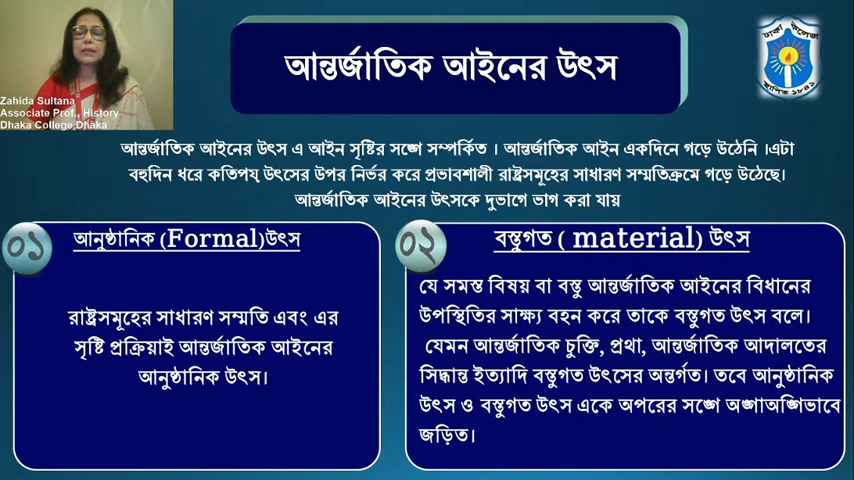 Zahida Sultana
Associate Prof., History
Dhaka College,Dhaka
আন্তর্জাতিক আইনের উৎস
ঢাকা কলেজ
স্থাপিত ১৮৪১
আন্তর্জাতিক আইনের উৎস এ আইন সৃষ্টির সঙ্গে সম্পর্কিত । আন্তর্জাতিক আইন একদিনে গড়ে উঠেনি ।এটা
বহুদিন ধরে কতিপয় উৎসের উপর নির্ভর করে প্রভাবশালী রাষ্ট্রসমূহের সাধারণ সম্মতিক্রমে গড়ে উঠেছে।
আন্তর্জাতিক আইনের উৎসকে দুভাগে ভাগ করা যায়
০১
আনুষ্ঠানিক (Formal)উৎস
রাষ্ট্রসমূহের সাধারণ সম্মতি এবং এর
সৃষ্টি প্রক্রিয়াই আন্তর্জাতিক আইনের
আনুষ্ঠানিক উৎস।
০২
বস্তুগত ( material) উৎস
যে সমস্ত বিষয় বা বস্তু আন্তর্জাতিক আইনের বিধানের
উপস্থিতির সাক্ষ্য বহন করে তাকে বস্তুগত উৎস বলে।
যেমন আন্তর্জাতিক চুক্তি, প্রথা, আন্তর্জাতিক আদালতের
সিদ্ধান্ত ইত্যাদি বস্তুগত উৎসের অন্তর্গত। তবে আনুষ্ঠানিক
উৎস ও বস্তুগত উৎস একে অপরের সঙ্গে অঙ্গাঅঙ্গিভাবে
জড়িত।